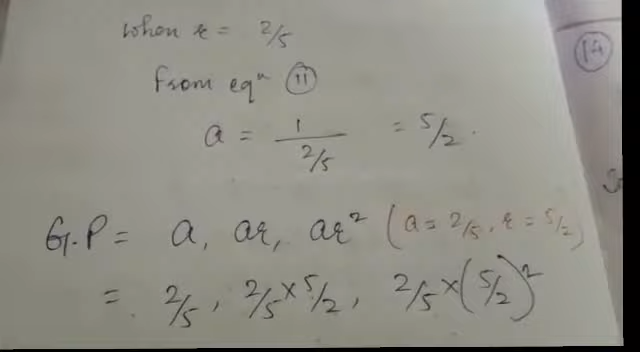 when r = 2/5
from eqⁿ (11)
a = 1/(2/5) = 5/2.
G.P = a, ar, ar² (a = 2/5, r = 5/2)
= 2/5, 2/5 × 5/2, 2/5 × (5/2)²
(14)